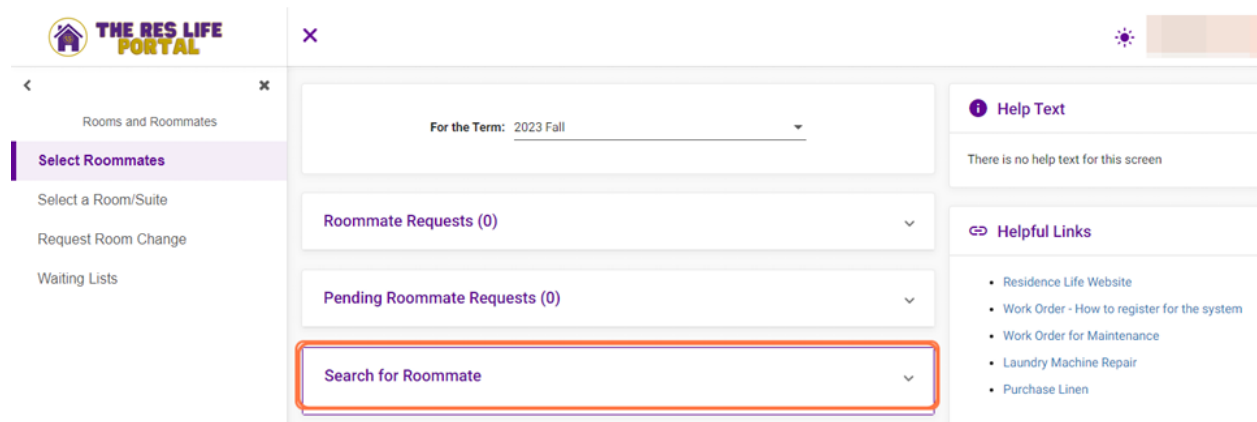 THE RES LIFE
PORTAL
Rooms and Roommates
Select Roommates
Select a Room/Suite
Request Room Change
Waiting Lists
For the Term: 2023 Fall
Roommate Requests (0)
Pending Roommate Requests (0)
Search for Roommate
Help Text
There is no help text for this screen
Helpful Links
Residence Life Website
Work Order - How to register for the system
Work Order for Maintenance
Laundry Machine Repair
Purchase Linen